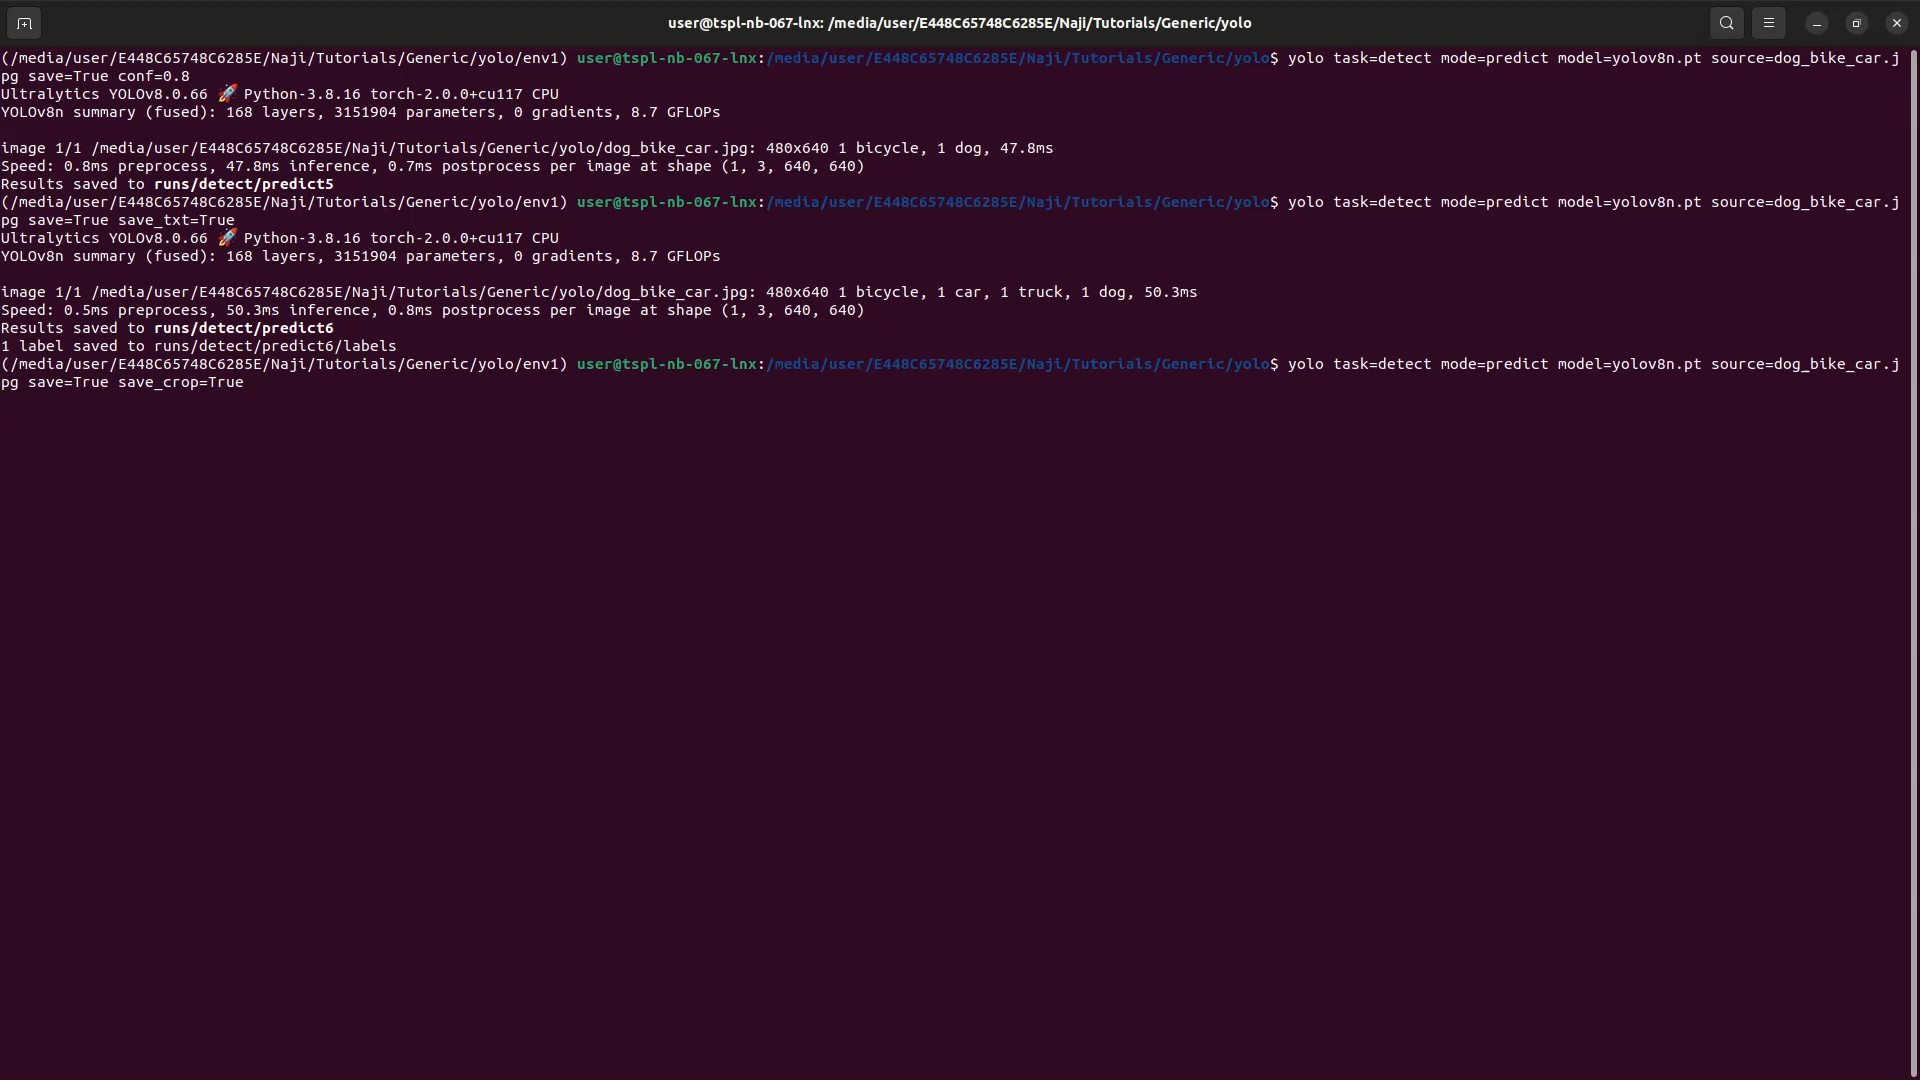 user@tspl-nb-067-lnx: /media/user/E448C65748C6285E/Naji/Tutorials/Generic/yolo
(/media/user/E448C65748C6285E/Naji/Tutorials/Generic/yolo/env1) user@tspl-nb-067-lnx:/media/user/E448C65748C6285E/Naji/Tutorials/Generic/yolo$ yolo task=detect mode=predict model=yolov8n.pt source=dog_bike_car.j
pg save=True conf=0.8
Ultralytics YOLOv8.0.66 🚀 Python-3.8.16 torch-2.0.0+cu117 CPU
YOLOv8n summary (fused): 168 layers, 3151904 parameters, 0 gradients, 8.7 GFLOPs
image 1/1 /media/user/E448C65748C6285E/Naji/Tutorials/Generic/yolo/dog_bike_car.jpg: 480x640 1 bicycle, 1 dog, 47.8ms
Speed: 0.8ms preprocess, 47.8ms inference, 0.7ms postprocess per image at shape (1, 3, 640, 640)
Results saved to runs/detect/predict5
(/media/user/E448C65748C6285E/Naji/Tutorials/Generic/yolo/env1) user@tspl-nb-067-lnx:/media/user/E448C65748C6285E/Naji/Tutorials/Generic/yolo$ yolo task=detect mode=predict model=yolov8n.pt source=dog_bike_car.j
pg save=True save_txt=True
Ultralytics YOLOv8.0.66 🚀 Python-3.8.16 torch-2.0.0+cu117 CPU
YOLOv8n summary (fused): 168 layers, 3151904 parameters, 0 gradients, 8.7 GFLOPs
image 1/1 /media/user/E448C65748C6285E/Naji/Tutorials/Generic/yolo/dog_bike_car.jpg: 480x640 1 bicycle, 1 car, 1 truck, 1 dog, 50.3ms
Speed: 0.5ms preprocess, 50.3ms inference, 0.8ms postprocess per image at shape (1, 3, 640, 640)
Results saved to runs/detect/predict6
1 label saved to runs/detect/predict6/labels
(/media/user/E448C65748C6285E/Naji/Tutorials/Generic/yolo/env1) user@tspl-nb-067-lnx:/media/user/E448C65748C6285E/Naji/Tutorials/Generic/yolo$ yolo task=detect mode=predict model=yolov8n.pt source=dog_bike_car.j
pg save=True save_crop=True